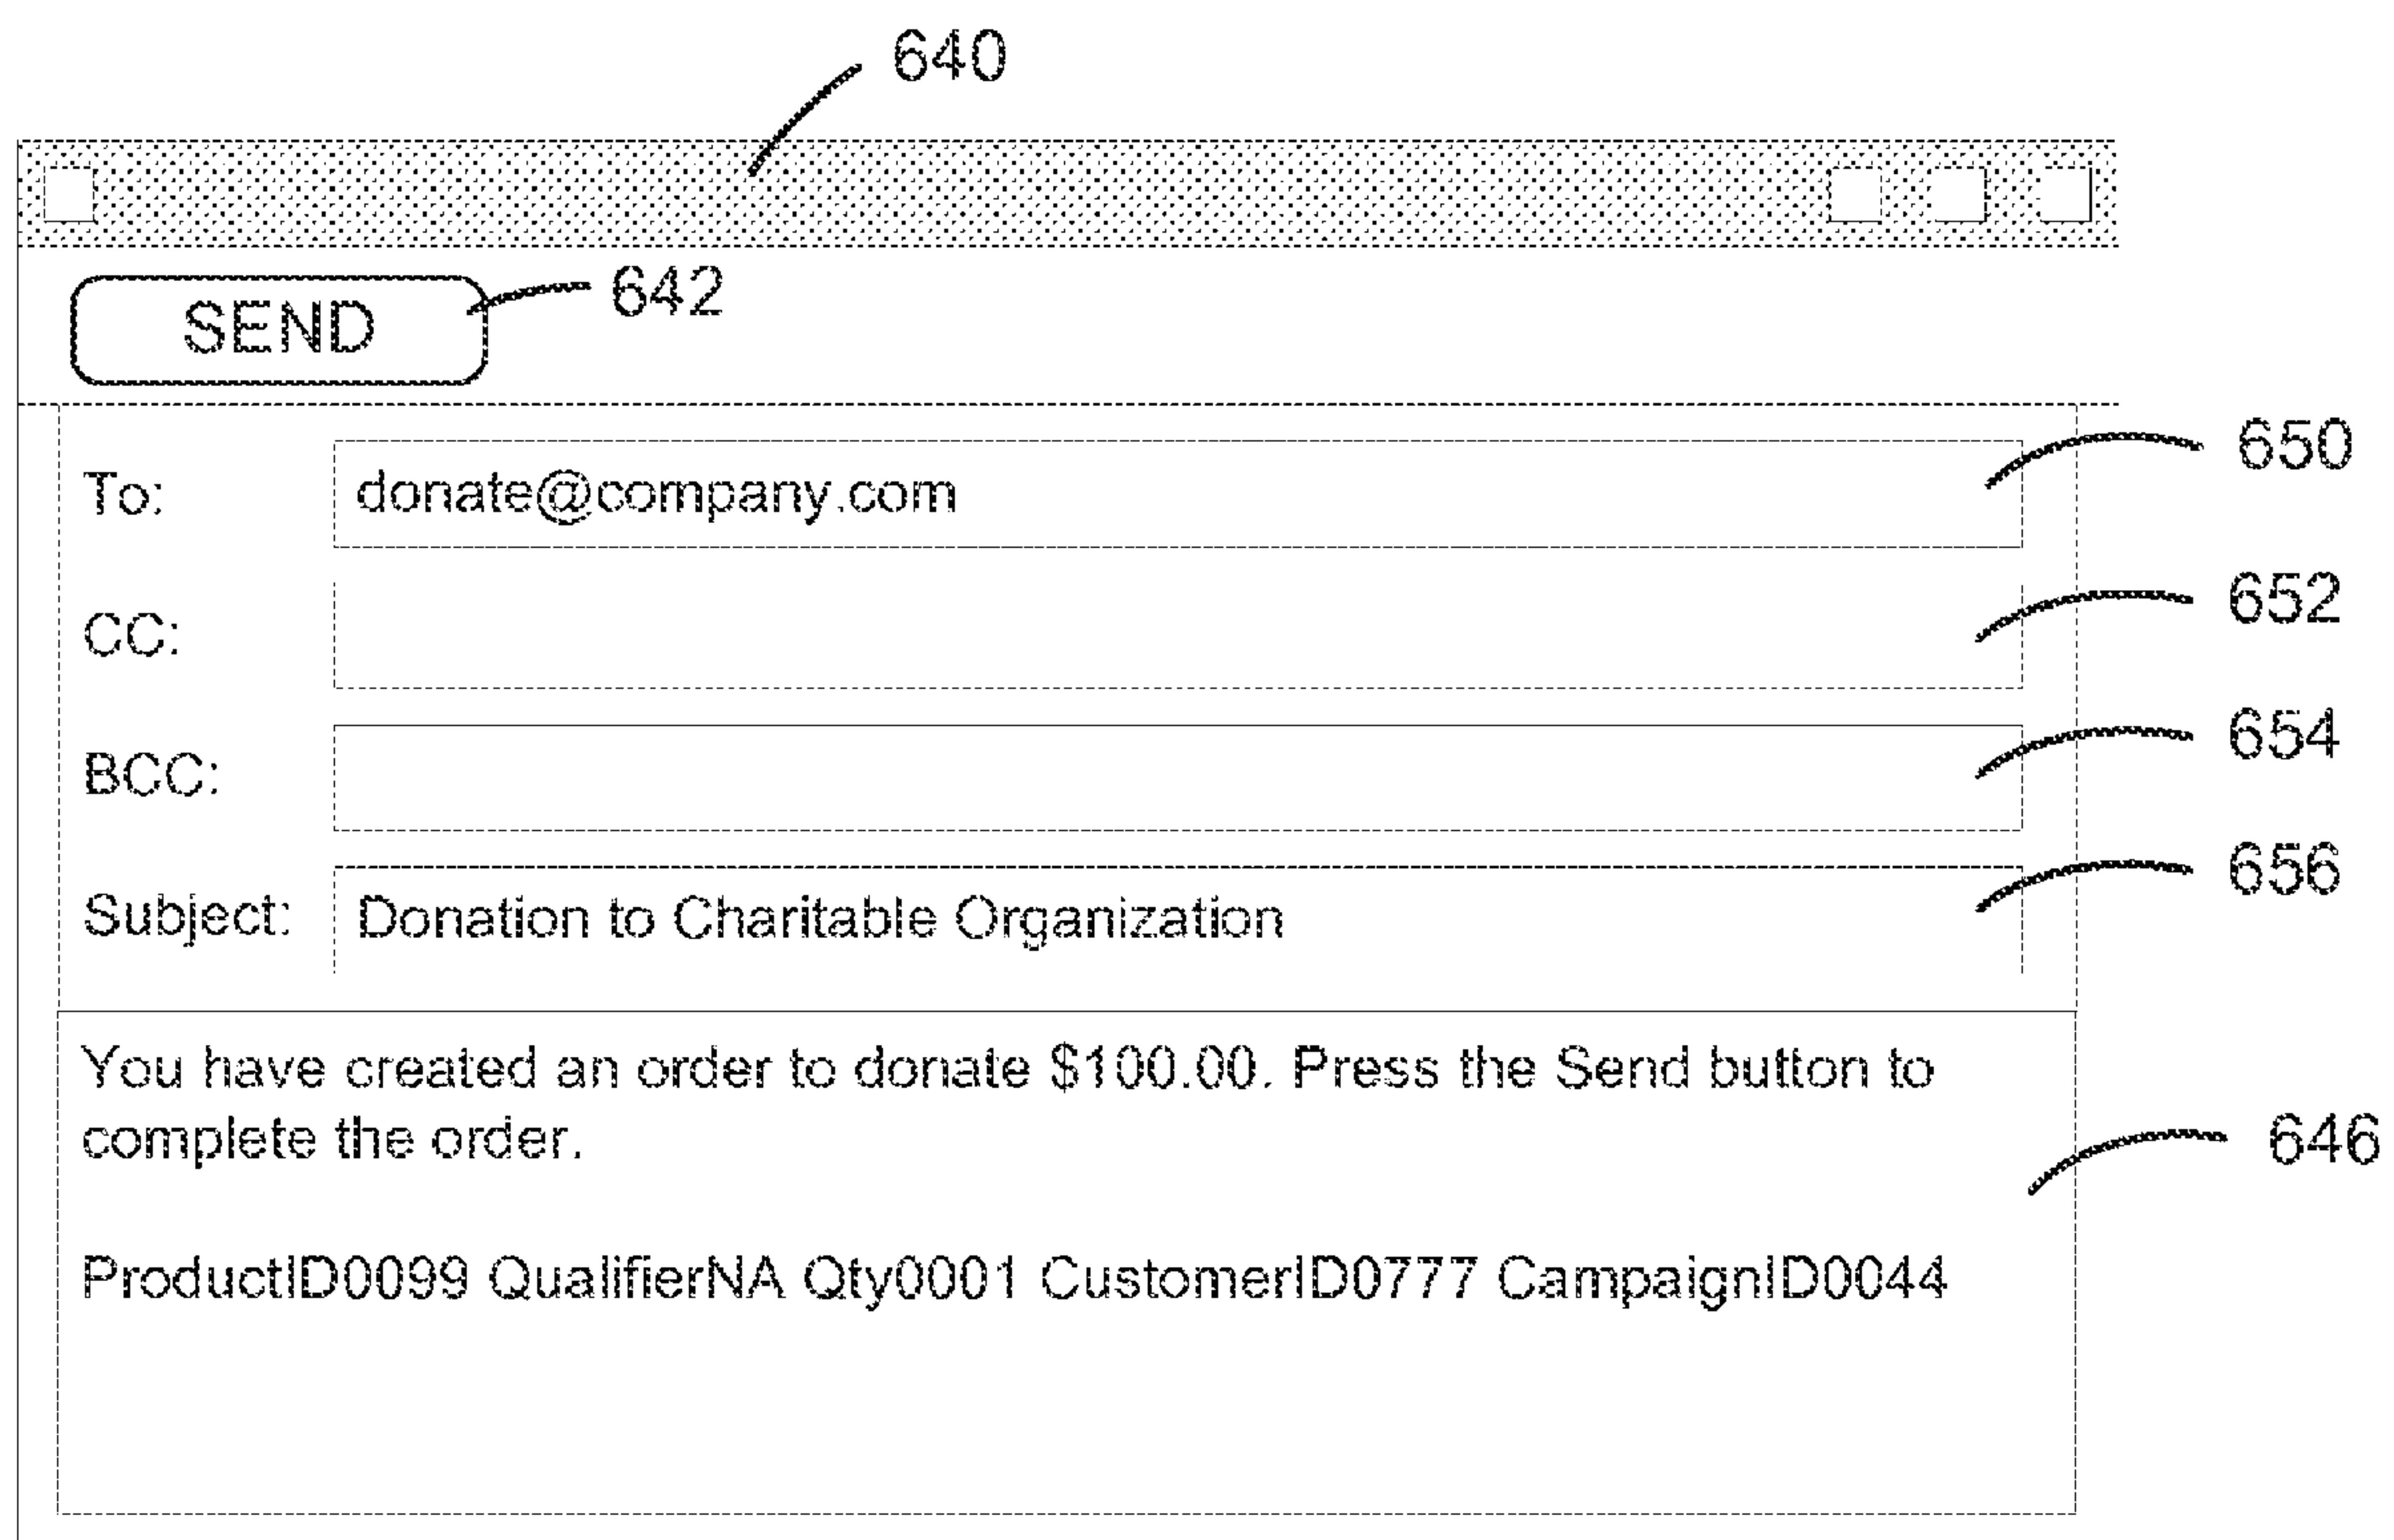 640
SEND 642
To: donate@company.com 650
CC: 652
BCC: 654
Subject: Donation to Charitable Organization 656
You have created an order to donate $100.00. Press the Send button to
complete the order.
646
ProductID0099 QualifierNA Qty0001 CustomerID0777 CampaignID0044